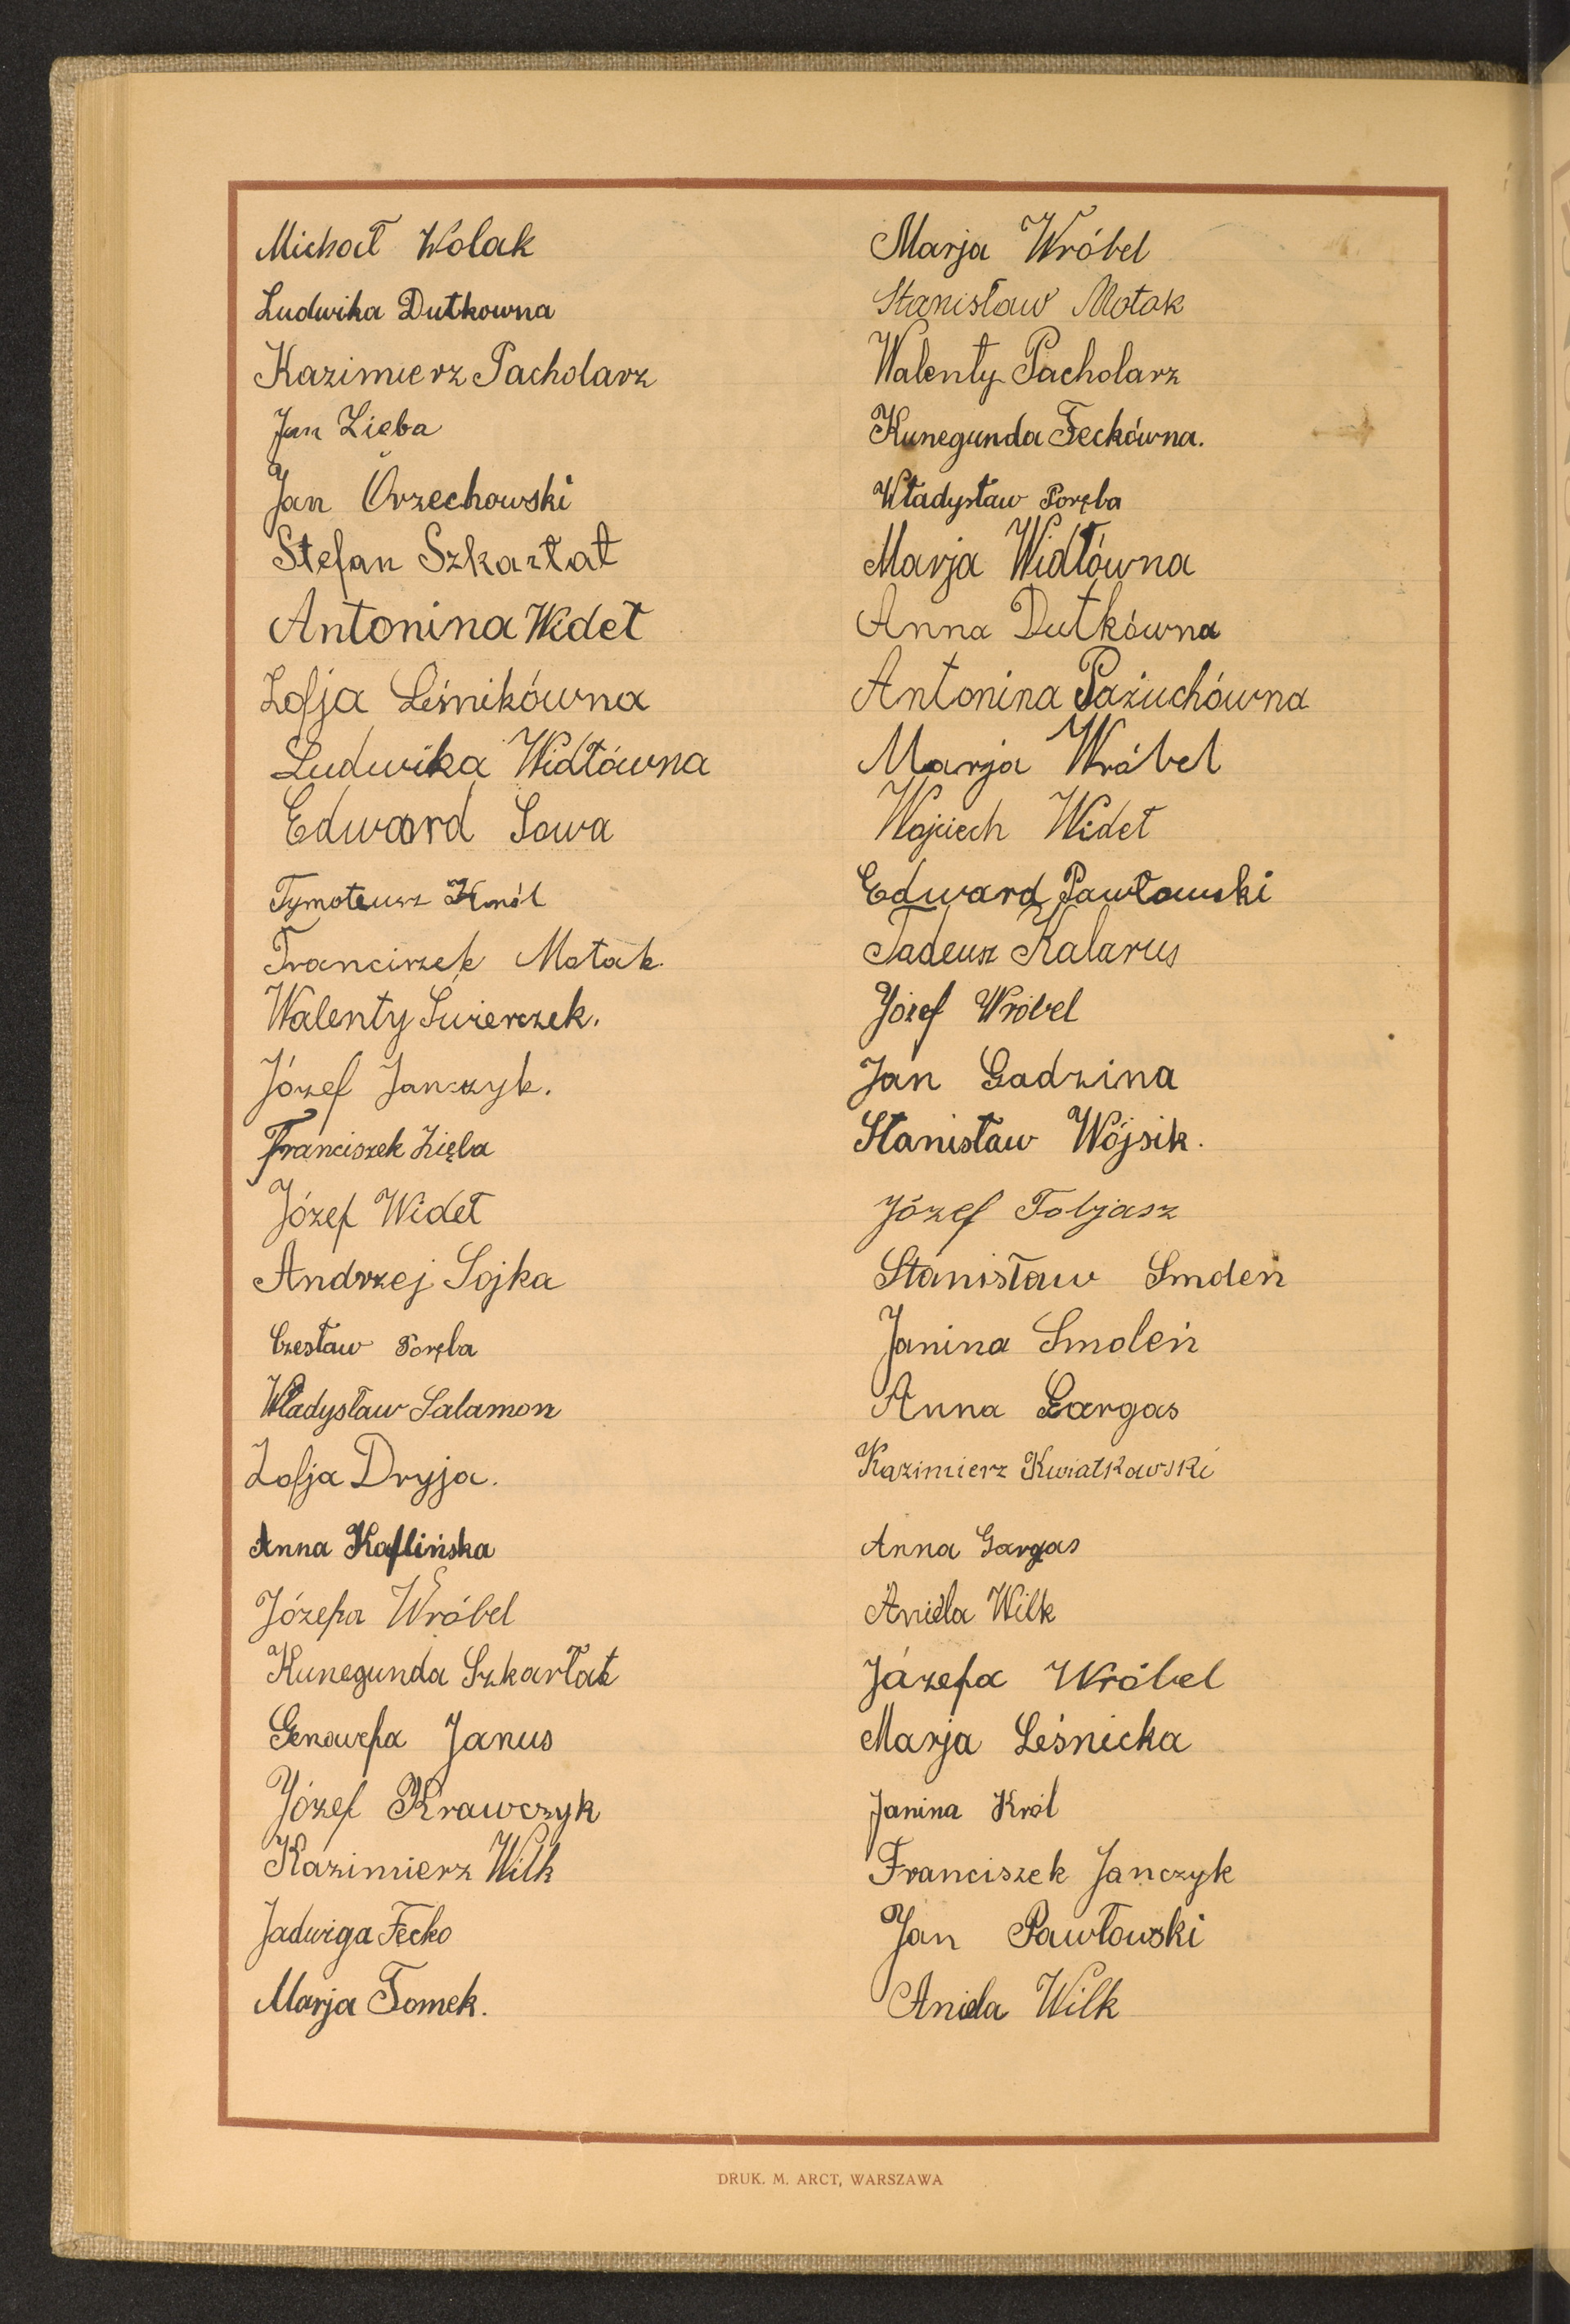 Michał Wolak
Ludwika Dutkowna
Kazimierz Pacholarz
Jan Zięba
Jan Orzechowski
Stefan Szkarłat
Antonina Wideł
Zofja Leśnikówna
Ludwika Widłówna
Edward Sowa
Tymoteusz Król
Franciszek Motak
Walenty Świerczek.
Józef Janczyk.
Franciszek Zięba
Józef Wideł
Andrzej Sojka
Czesław Poręba
Władysław Salamon
Zofja Dryja.
Anna Kaflińska
Józefa Wróbel
Kunegunda Szkarłat
Genowefa Janus
Józef Krawczyk
Kazimierz Wilk
Jadwiga Fecko
Marja Tomek.
Marja Wróbel
Stanisław Motak
Walenty Pacholarz
Kunegunda Feckówna.
Władysław Poręba
Marja Widłówna
Anna Dutkówna
Antonina Pażuchówna
Marja Wróbel
Wojciech Wideł
Edward Pawłowski
Tadeusz Kalarus
Józef Wróbel
Jan Gadzina
Stanisław Wójsik.
Józef Tobjasz
Stanisław Smoleń
Janina Smoleń
Anna Gargas
Kazimierz Kwiatkowski
Anna Gargas
Aniela Wilk
Józefa Wróbel
Marja Leśnicka
Janina Król
Franciszek Janczyk
Jan Pawłowski
Aniela Wilk
DRUK. M. ARCT, WARSZAWA